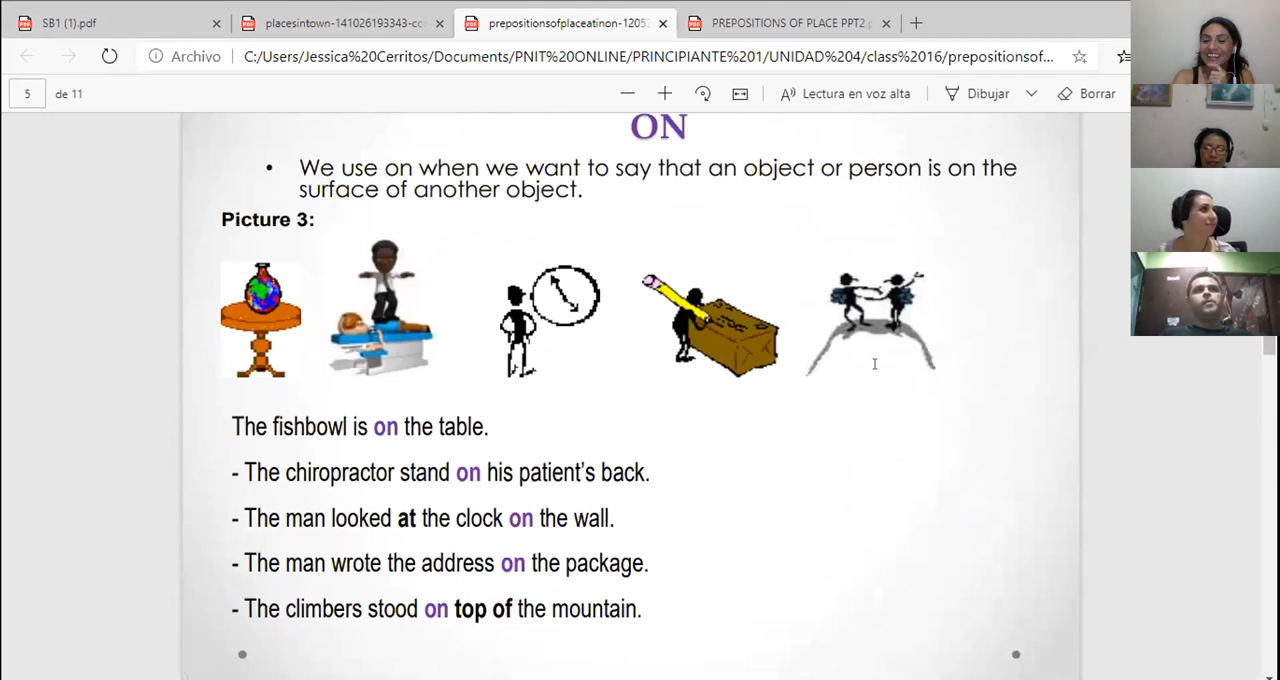 SB1 (1).pdf
placesintown-141026193343-co
prepositionsofplaceatinon-1205
PREPOSITIONS OF PLACE PPT2.p
Archivo
C:/Users/Jessica%20Cerritos/Documents/PNIT%20ONLINE/PRINCIPIANTE%201/UNIDAD%204/class%2016/prepositionsof...
5 de 11
Lectura en voz alta
Dibujar
Borrar
ON
• We use on when we want to say that an object or person is on the
surface of another object.
Picture 3:
The fishbowl is on the table.
- The chiropractor stand on his patient’s back.
- The man looked at the clock on the wall.
- The man wrote the address on the package.
- The climbers stood on top of the mountain.